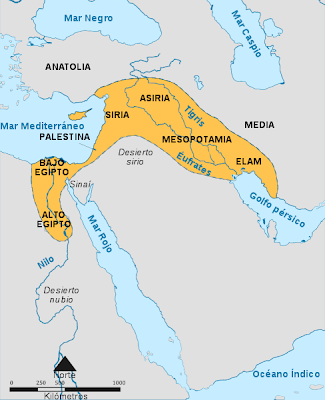 Mar Negro
Mar Caspio
ANATOLIA
ASIRIA
Tigris
SIRIA
MEDIA
Mar Mediterráneo
PALESTINA
MESOPOTAMIA
Desierto
sirio
Éufrates
ELAM
BAJO
EGIPTO
Sinaí
Golfo pérsico
ALTO
EGIPTO
Mar Rojo
Nilo
Desierto
nubio
Océano Índico
Norte
0 250 500 1000
Kilómetros